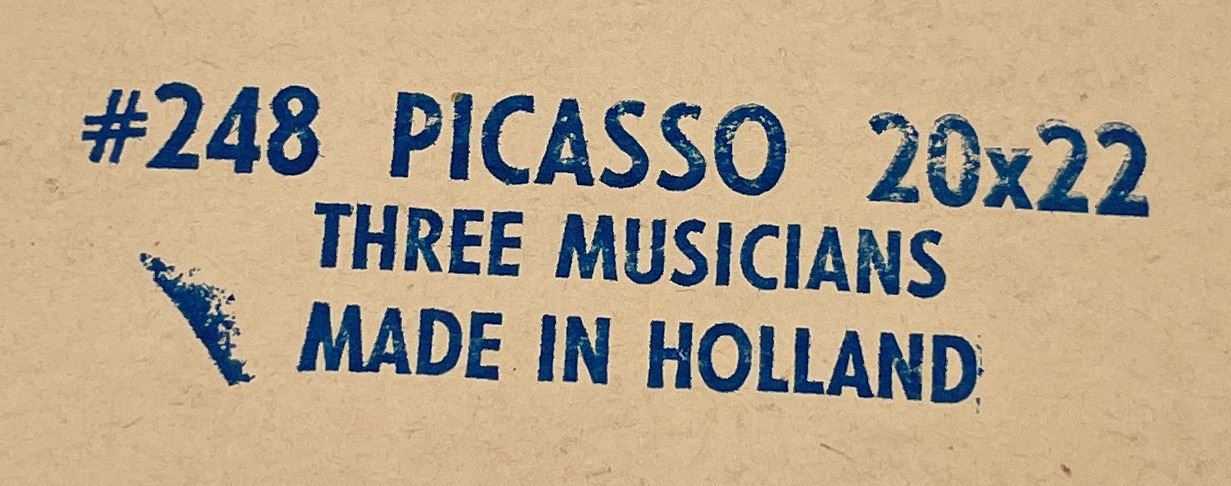 #248 PICASSO 20x22
THREE MUSICIANS
MADE IN HOLLAND